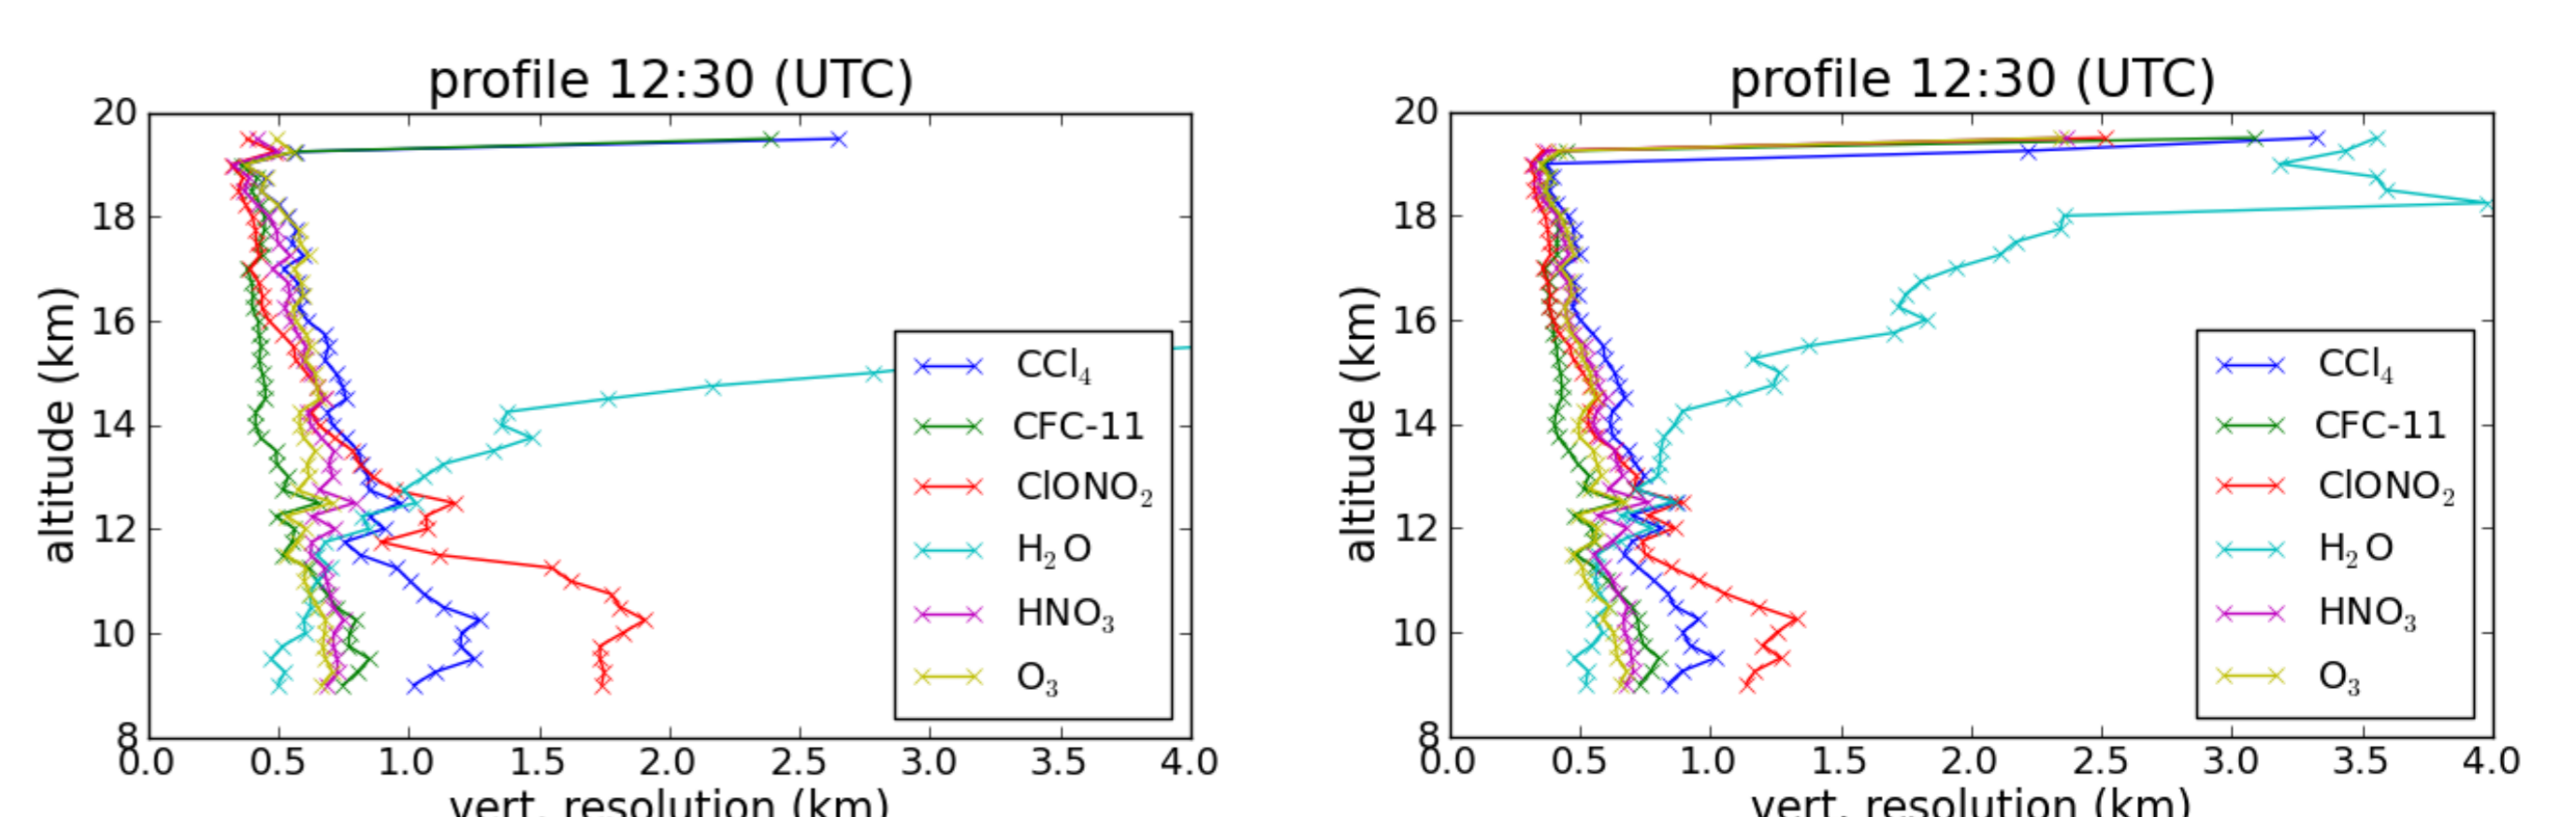 profile 12:30 (UTC)
20
18
16
14
12
10
8
altitude (km)
CCl₄
CFC-11
ClONO₂
H₂O
HNO₃
O₃
0.0 0.5 1.0 1.5 2.0 2.5 3.0 3.5 4.0
vert. resolution (km)
profile 12:30 (UTC)
20
18
16
14
12
10
8
altitude (km)
CCl₄
CFC-11
ClONO₂
H₂O
HNO₃
O₃
0.0 0.5 1.0 1.5 2.0 2.5 3.0 3.5 4.0
vert. resolution (km)